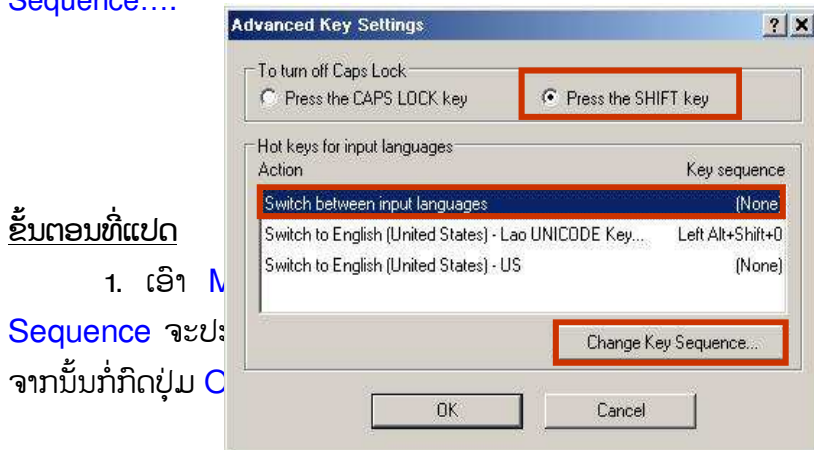 Sequence….
Advanced Key Settings
To turn off Caps Lock
Press the CAPS LOCK key
Press the SHIFT key
Hot keys for input languages
Action
Key sequence
Switch between input languages
(None)
Switch to English (United States) - Lao UNICODE Key...
Left Alt+Shift+0
Switch to English (United States) - US
(None)
Change Key Sequence...
OK
Cancel
ຂັ້ນຕອນທີ່ແປດ
1. ເອົາ
Sequence ຈະປະ
ຈາກນັ້ນກໍ່ກົດປຸ່ມ